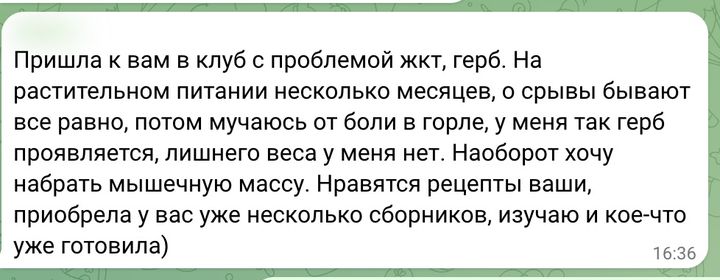 Пришла к вам в клуб с проблемой жкт, герб. На
растительном питании несколько месяцев, о срывы бывают
все равно, потом мучаюсь от боли в горле, у меня так герб
проявляется, лишнего веса у меня нет. Наоборот хочу
набрать мышечную массу. Нравятся рецепты ваши,
приобрела у вас уже несколько сборников, изучаю и кое-что
уже готовила)
16:36